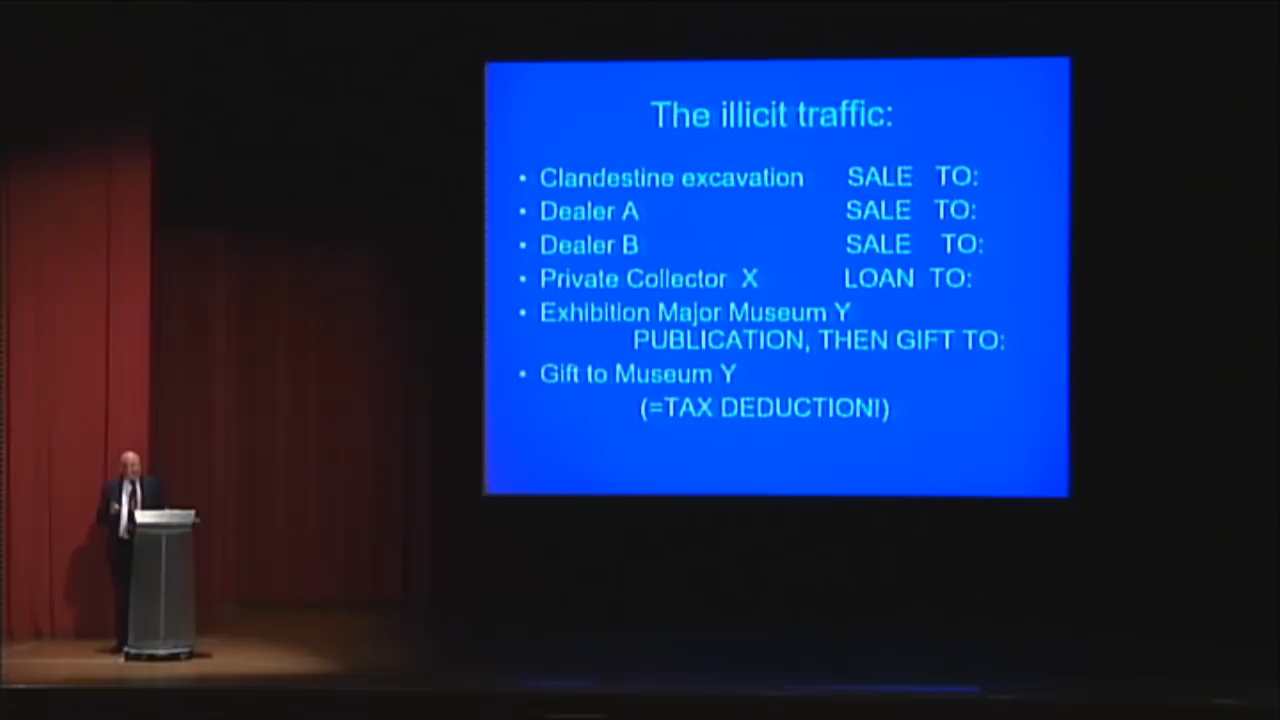 The illicit traffic:
• Clandestine excavation SALE TO:
• Dealer A SALE TO:
• Dealer B SALE TO:
• Private Collector X LOAN TO:
• Exhibition Major Museum Y
PUBLICATION, THEN GIFT TO:
• Gift to Museum Y
(=TAX DEDUCTION!)